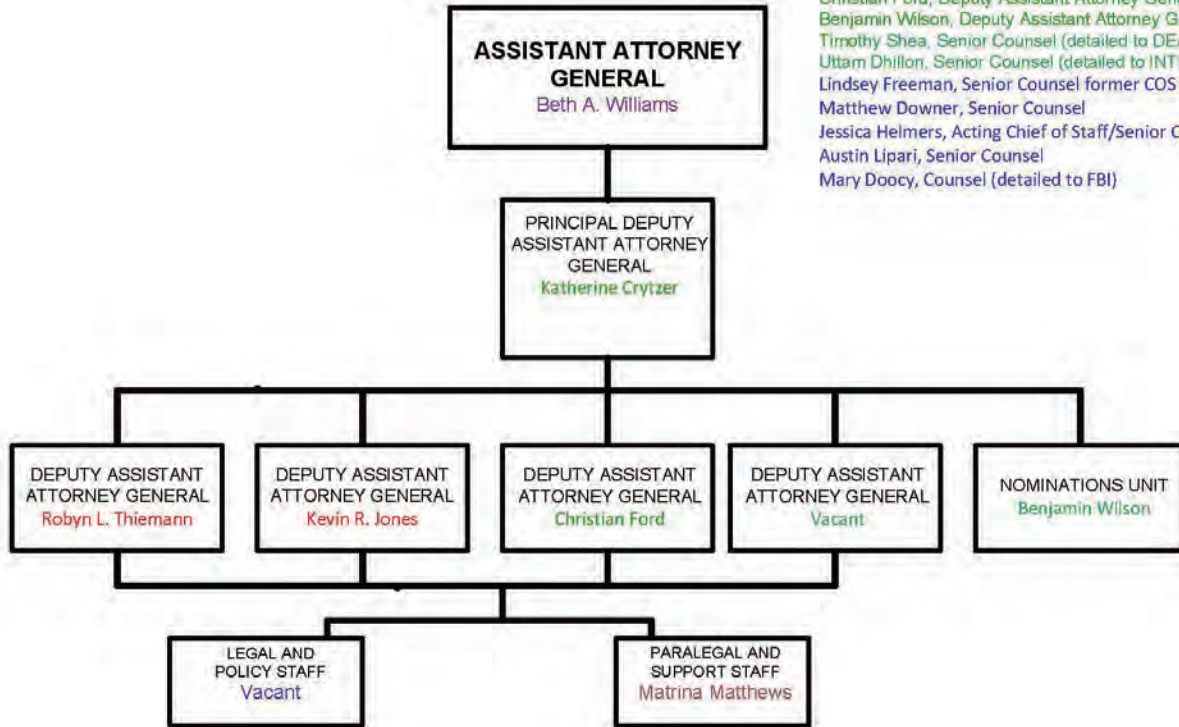 Benjamin Wilson, Deputy Assistant Attorney
Timothy Shea, Senior Counsel (detailed to
Uttam Dhillon, Senior Counsel (detailed to
Lindsey Freeman, Senior Counsel former COS
Matthew Downer, Senior Counsel
Jessica Helmers, Acting Chief of Staff/Senior
Austin Lipari, Senior Counsel
Mary Doocy, Counsel (detailed to FBI)
ASSISTANT ATTORNEY
GENERAL
Beth A. Williams
PRINCIPAL DEPUTY
ASSISTANT ATTORNEY
GENERAL
Katherine Crytzer
DEPUTY ASSISTANT
ATTORNEY GENERAL
Robyn L. Thiemann
DEPUTY ASSISTANT
ATTORNEY GENERAL
Kevin R. Jones
DEPUTY ASSISTANT
ATTORNEY GENERAL
Christian Ford
DEPUTY ASSISTANT
ATTORNEY GENERAL
Vacant
NOMINATIONS UNIT
Benjamin Wilson
LEGAL AND
POLICY STAFF
Vacant
PARALEGAL AND
SUPPORT STAFF
Matrina Matthews